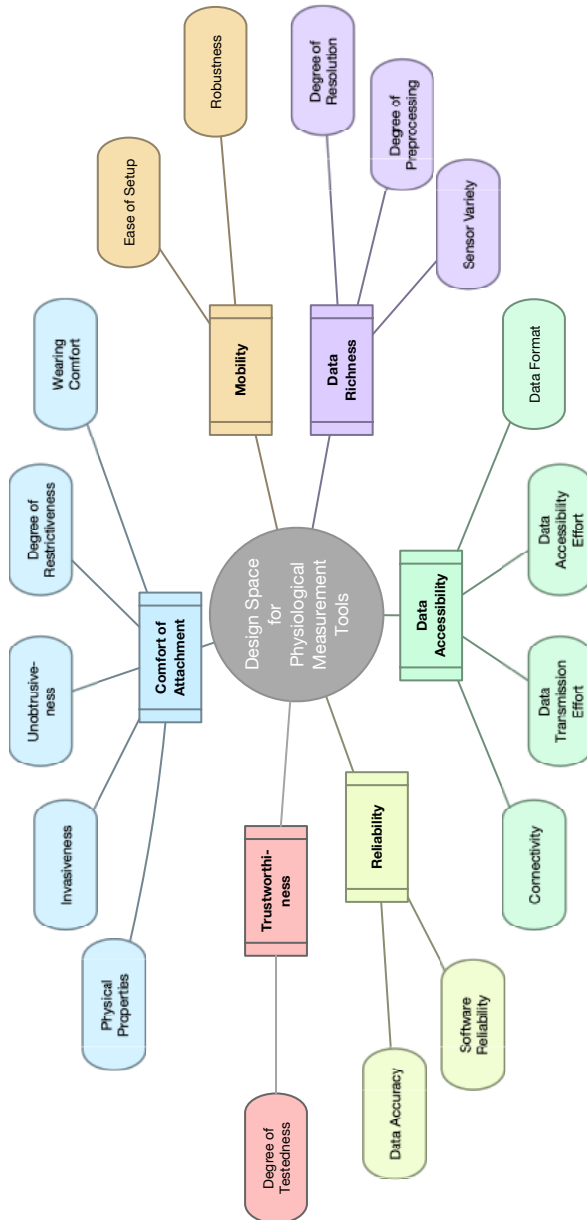 Physical
Properties
Invasiveness
Unobtrusive-
ness
Degree of
Restrictiveness
Wearing
Comfort
Comfort of
Attachment
Ease of Setup
Robustness
Mobility
Degree of
Testedness
Trustworthi-
ness
Design Space
for
Physiological
Measurement
Tools
Data
Richness
Degree of
Resolution
Degree of
Preprocessing
Sensor Variety
Data Accuracy
Software
Reliability
Reliability
Data
Accessibility
Connectivity
Data
Transmission
Effort
Data
Accessibility
Effort
Data Format